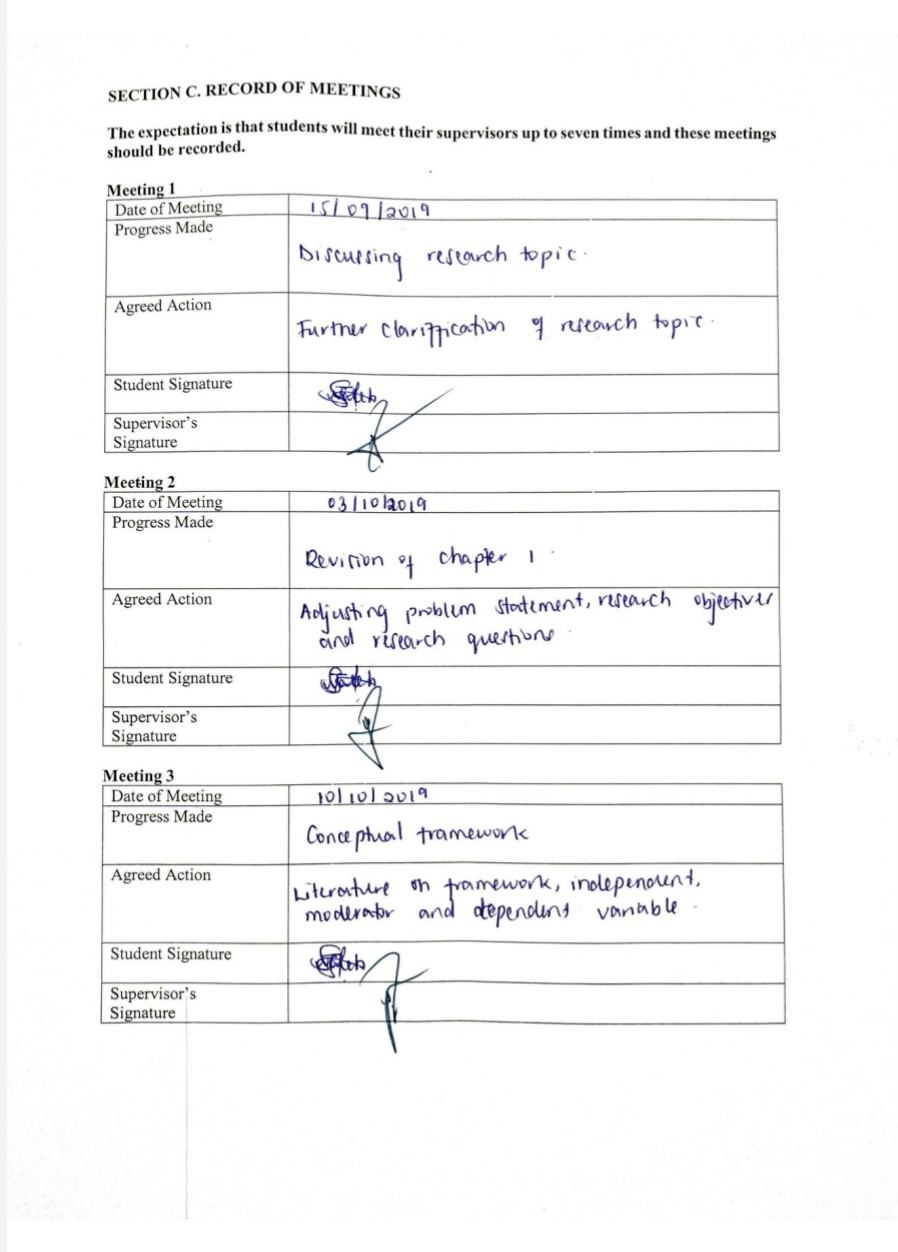 SECTION C. RECORD OF MEETINGS
The expectation is that students will meet their supervisors up to seven times and these meetings
should be recorded.
Meeting 1
Date of Meeting 15/09/2019
Progress Made
Discussing research topic.
Agreed Action
Further clarification of research topic.
Student Signature
Supervisor's
Signature
Meeting 2
Date of Meeting 03/10/2019
Progress Made
Revision of chapter 1.
Agreed Action
Adjusting problem statement, research objectives
and research questions.
Student Signature
Supervisor's
Signature
Meeting 3
Date of Meeting 10/10/2019
Progress Made
Conceptual framework
Agreed Action
Literature on framework, independent,
moderator and dependent variable.
Student Signature
Supervisor's
Signature